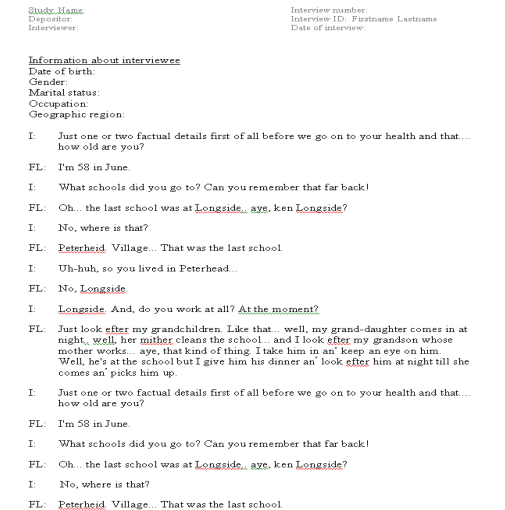 Study Name:
Depositor:
Interviewer:
Interview number:
Interview ID: Firstname Lastname
Date of interview:
Information about interviewee
Date of birth:
Gender:
Marital status:
Occupation:
Geographic region:
I: Just one or two factual details first of all before we go on to your health and that....
how old are you?
FL: I'm 58 in June.
I: What schools did you go to? Can you remember that far back!
FL: Oh... the last school was at Longside.. aye, ken Longside?
I: No, where is that?
FL: Peterheid. Village... That was the last school.
I: Uh-huh, so you lived in Peterhead...
FL: No, Longside.
I: Longside. And, do you work at all? At the moment?
FL: Just look efter my grandchildren. Like that... well, my grand-daughter comes in at
night.. well, her mither cleans the school... and I look efter my grandson whose
mother works... aye, that kind of thing. I take him in an' keep an eye on him.
Well, he's at the school but I give him his dinner an' look efter him at night till she
comes an' picks him up.
I: Just one or two factual details first of all before we go on to your health and that....
how old are you?
FL: I'm 58 in June.
I: What schools did you go to? Can you remember that far back!
FL: Oh... the last school was at Longside.. aye, ken Longside?
I: No, where is that?
FL: Peterheid. Village... That was the last school.